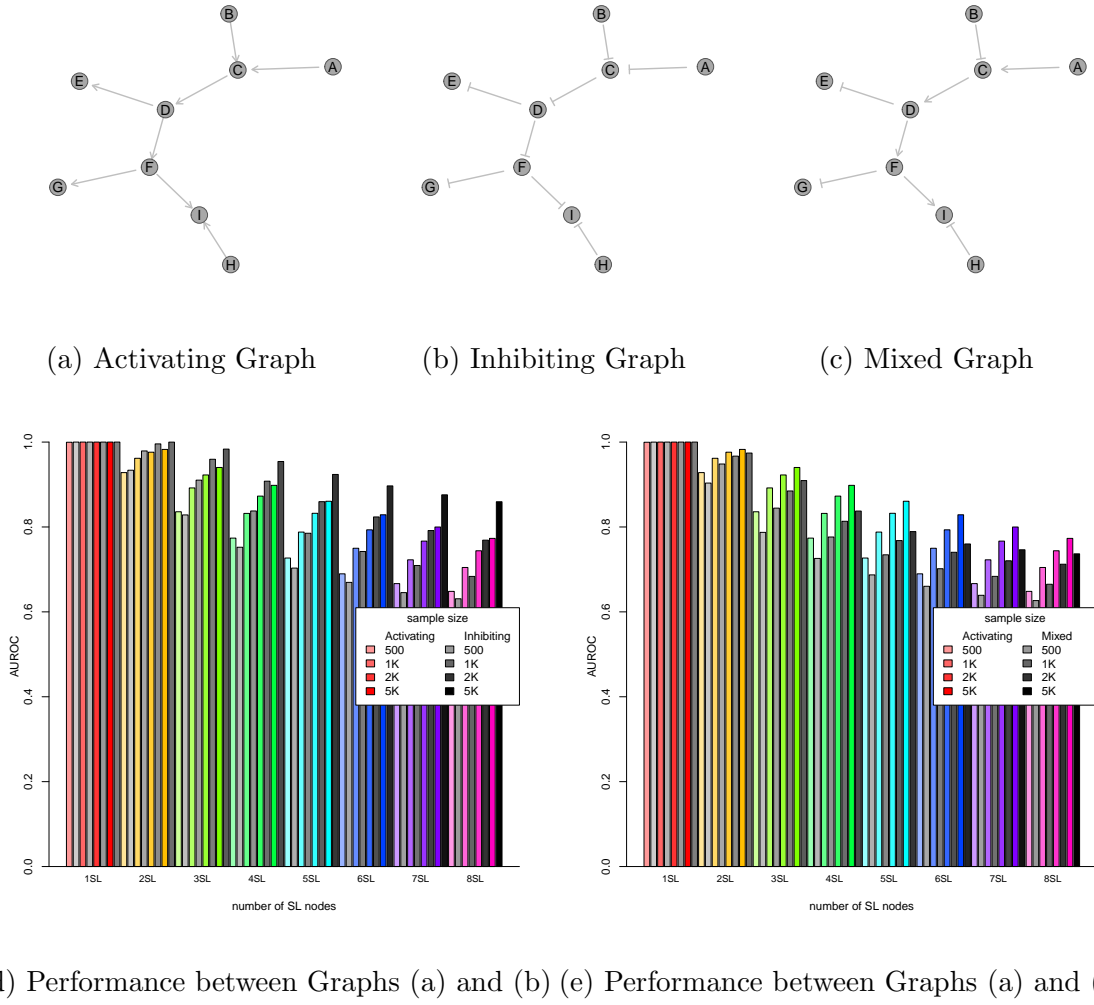 B B B
E C A E C A E C A
D D D
F F F
G G G
I I I
H H H
(a) Activating Graph (b) Inhibiting Graph (c) Mixed Graph
AUROC
1.0
0.8
0.6
0.4
0.2
0.0
sample size
Activating Inhibiting
500 500
1K 1K
2K 2K
5K 5K
1SL 2SL 3SL 4SL 5SL 6SL 7SL 8SL
number of SL nodes
AUROC
1.0
0.8
0.6
0.4
0.2
0.0
sample size
Activating Mixed
500 500
1K 1K
2K 2K
5K 5K
1SL 2SL 3SL 4SL 5SL 6SL 7SL 8SL
number of SL nodes
) Performance between Graphs (a) and (b) (e) Performance between Graphs (a) and (